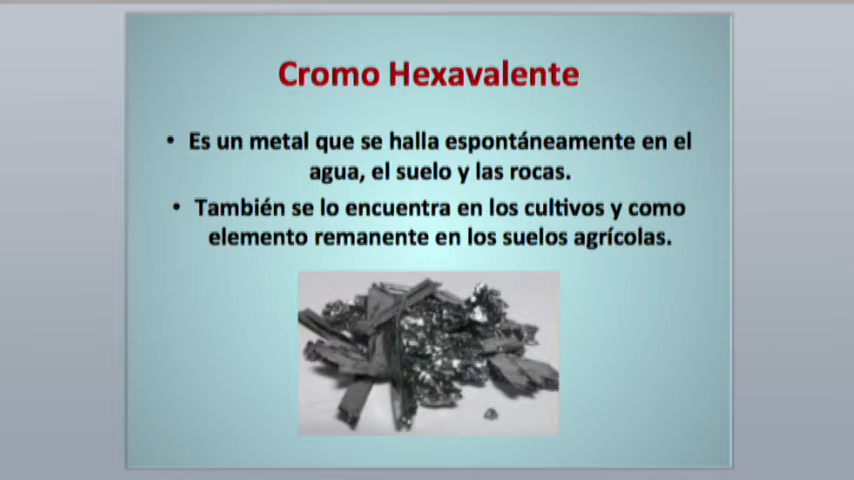 Cromo Hexavalente
• Es un metal que se halla espontáneamente en el
agua, el suelo y las rocas.
• También se lo encuentra en los cultivos y como
elemento remanente en los suelos agrícolas.